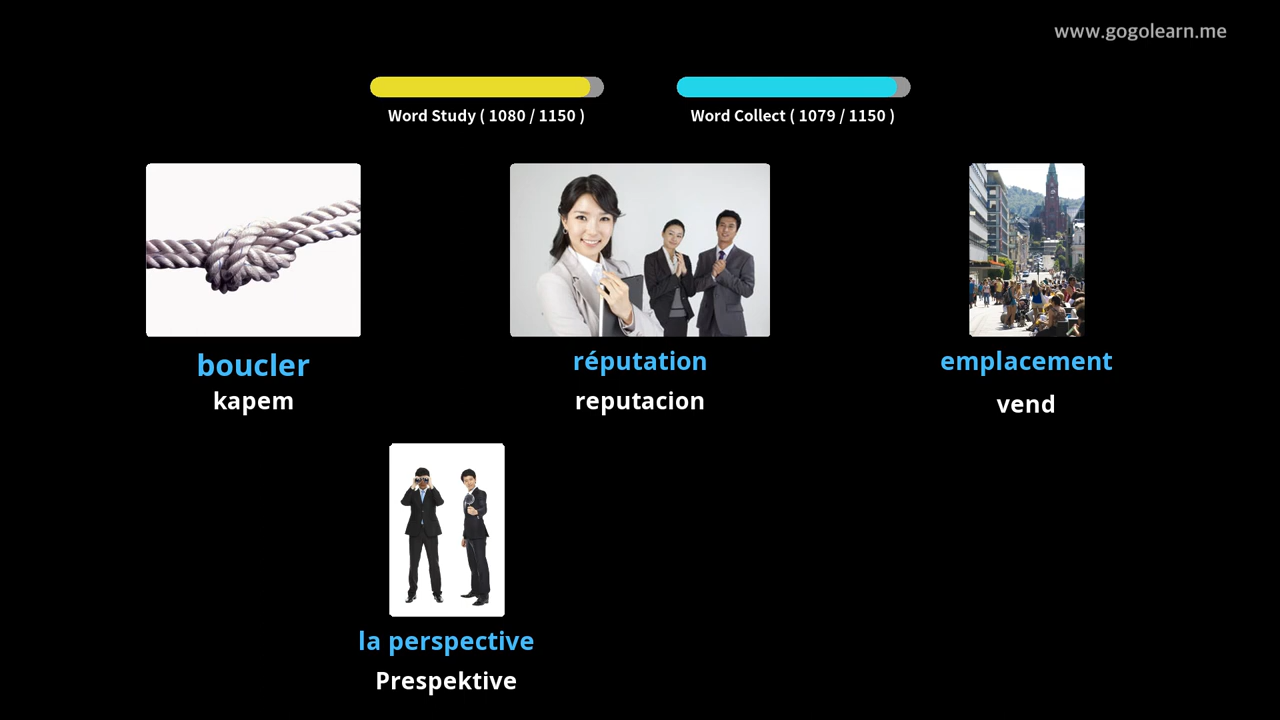 www.gogolearn.me
Word Study ( 1080 / 1150 )
Word Collect ( 1079 / 1150 )
boucler
kapem
réputation
reputacion
emplacement
vend
la perspective
Prespektive